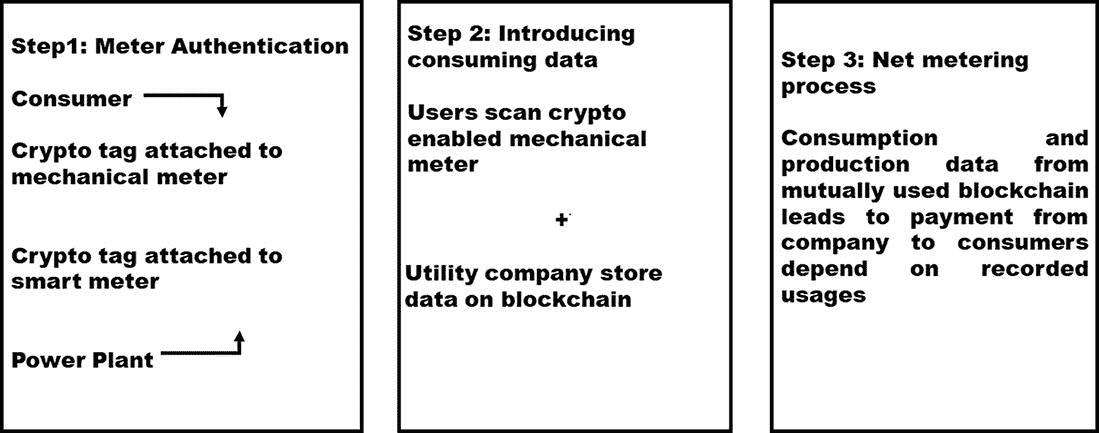 Step1: Meter Authentication
Consumer
Crypto tag attached to
mechanical meter
Crypto tag attached to
smart meter
Power Plant
Step 2: Introducing
consuming data
Users scan crypto
enabled mechanical
meter
+
Utility company store
data on blockchain
Step 3: Net metering
process
Consumption and
production data from
mutually used blockchain
leads to payment from
company to consumers
depend on recorded
usages